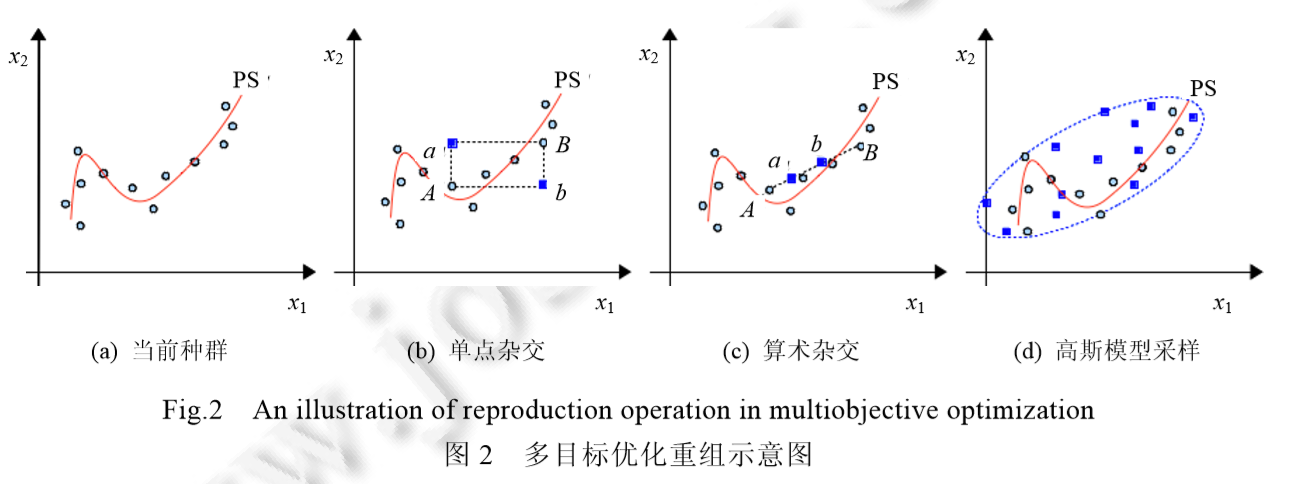 x2 PS x1
x2 PS a A B b x1
x2 PS a b A B x1
x2 PS x1
(a) 当前种群 (b) 单点杂交 (c) 算术杂交 (d) 高斯模型采样
Fig.2 An illustration of reproduction operation in multiobjective optimization
图 2 多目标优化重组示意图